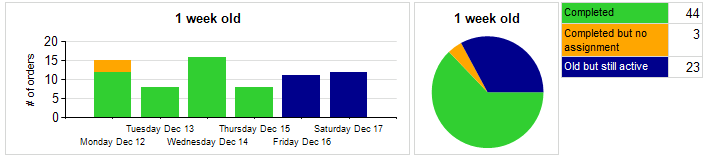 1 week old
# of orders
20
15
10
5
0
Tuesday Dec 13 Thursday Dec 15 Saturday Dec 17
Monday Dec 12 Wednesday Dec 14 Friday Dec 16
1 week old
Completed 44
Completed but no assignment 3
Old but still active 23